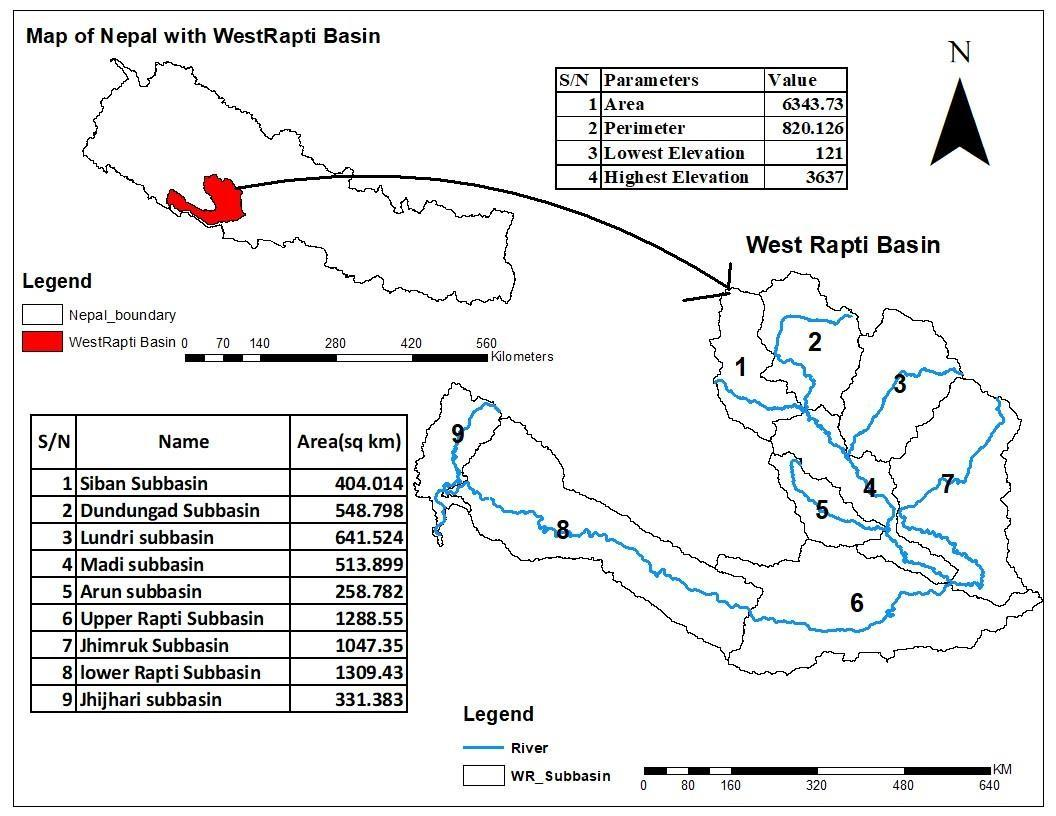 Map of Nepal with WestRapti Basin
N
S/N Parameters Value
1 Area 6343.73
2 Perimeter 820.126
3 Lowest Elevation 121
4 Highest Elevation 3637
West Rapti Basin
Legend
Nepal_boundary
WestRapti Basin
0 70 140 280 420 560
Kilometers
1
2
3
4
5
6
7
8
9
S/N Name Area(sq km)
1 Siban Subbasin 404.014
2 Dundungad Subbasin 548.798
3 Lundri subbasin 641.524
4 Madi subbasin 513.899
5 Arun subbasin 258.782
6 Upper Rapti Subbasin 1288.55
7 Jhimruk Subbasin 1047.35
8 lower Rapti Subbasin 1309.43
9 Jhijhari subbasin 331.383
Legend
River
WR_Subbasin
KM
0 80 160 320 480 640